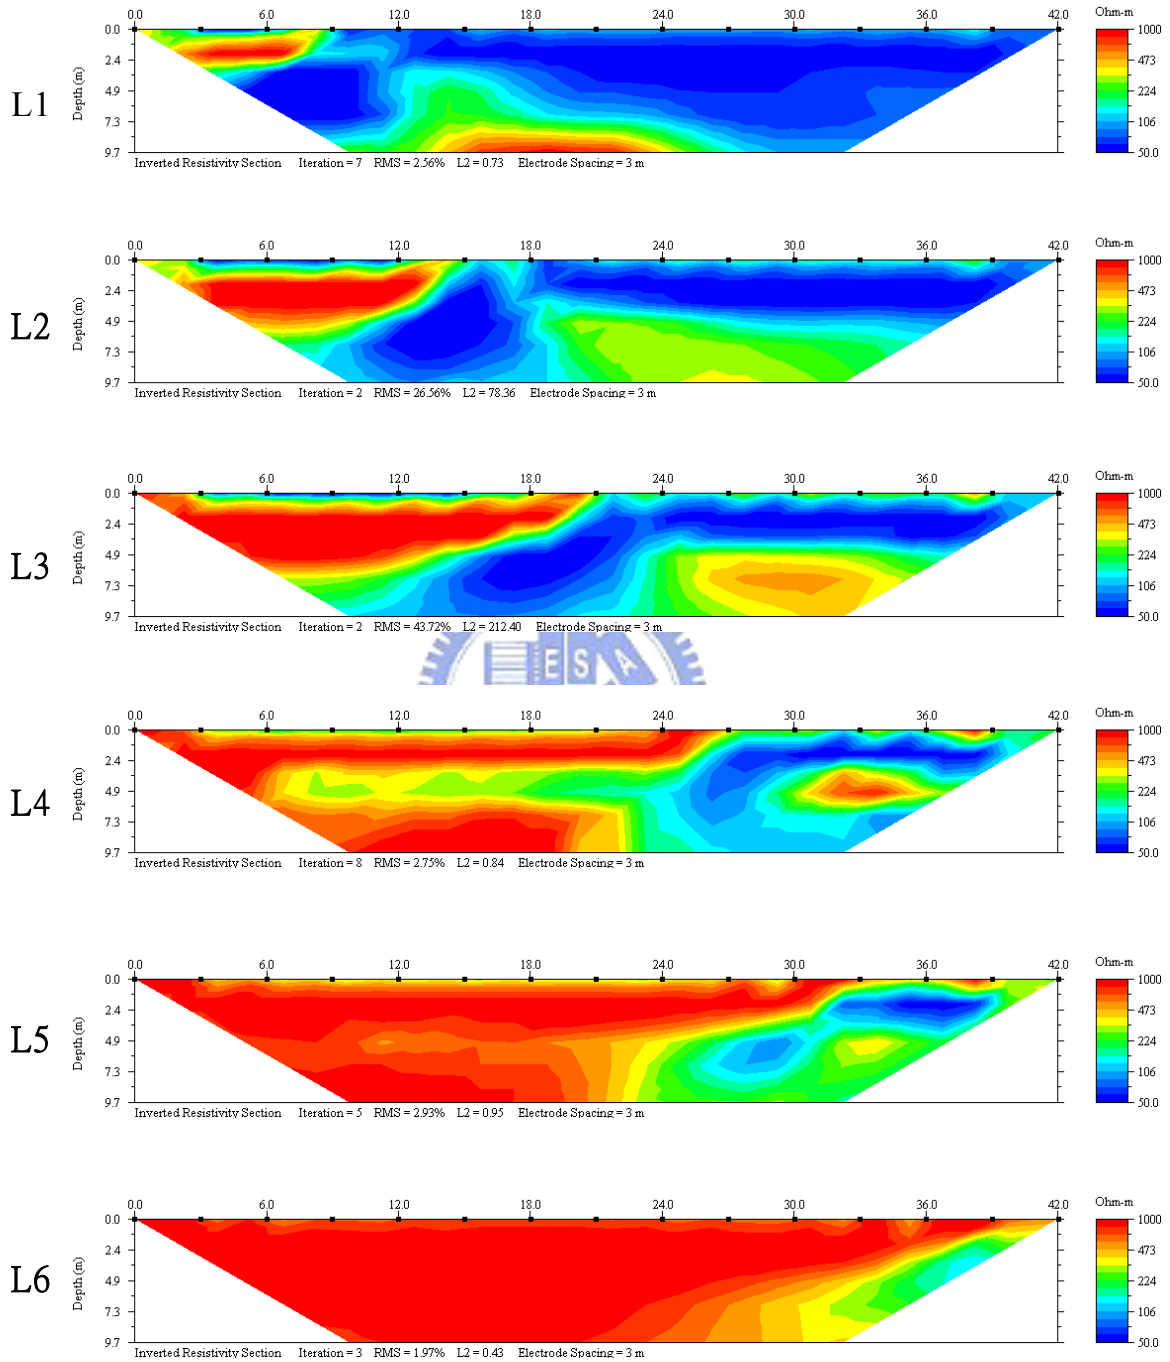 0.0 6.0 12.0 18.0 24.0 30.0 36.0 42.0
Ohm-m
L1
Depth (m)
0.0
2.4
4.9
7.3
9.7
1000
473
224
106
50.0
Inverted Resistivity Section Iteration = 7 RMS = 2.56% L2 = 0.73 Electrode Spacing = 3 m
0.0 6.0 12.0 18.0 24.0 30.0 36.0 42.0
Ohm-m
L2
Depth (m)
0.0
2.4
4.9
7.3
9.7
1000
473
224
106
50.0
Inverted Resistivity Section Iteration = 2 RMS = 26.56% L2 = 78.36 Electrode Spacing = 3 m
0.0 6.0 12.0 18.0 24.0 30.0 36.0 42.0
Ohm-m
L3
Depth (m)
0.0
2.4
4.9
7.3
9.7
1000
473
224
106
50.0
Inverted Resistivity Section Iteration = 2 RMS = 43.72% L2 = 212.40 Electrode Spacing = 3 m
E S A
0.0 6.0 12.0 18.0 24.0 30.0 36.0 42.0
Ohm-m
L4
Depth (m)
0.0
2.4
4.9
7.3
9.7
1000
473
224
106
50.0
Inverted Resistivity Section Iteration = 8 RMS = 2.75% L2 = 0.84 Electrode Spacing = 3 m
0.0 6.0 12.0 18.0 24.0 30.0 36.0 42.0
Ohm-m
L5
Depth (m)
0.0
2.4
4.9
7.3
9.7
1000
473
224
106
50.0
Inverted Resistivity Section Iteration = 5 RMS = 2.93% L2 = 0.95 Electrode Spacing = 3 m
0.0 6.0 12.0 18.0 24.0 30.0 36.0 42.0
Ohm-m
L6
Depth (m)
0.0
2.4
4.9
7.3
9.7
1000
473
224
106
50.0
Inverted Resistivity Section Iteration = 3 RMS = 1.97% L2 = 0.43 Electrode Spacing = 3 m